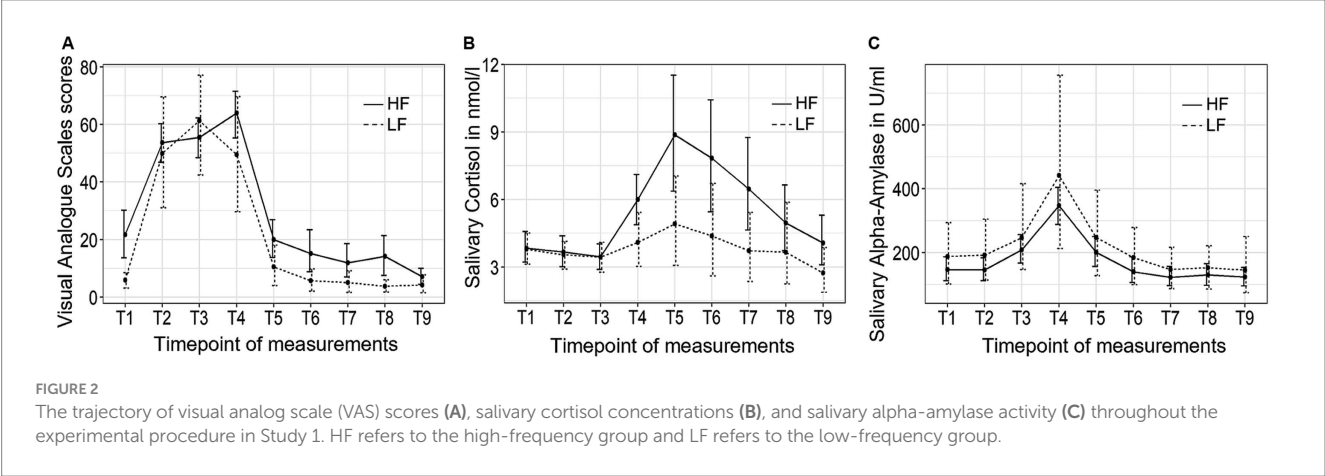 A
Visual Analogue Scales scores
80
60
40
20
0
HF
LF
T1 T2 T3 T4 T5 T6 T7 T8 T9
Timepoint of measurements
B
Salivary Cortisol in nmol/l
12
9
6
3
HF
LF
T1 T2 T3 T4 T5 T6 T7 T8 T9
Timepoint of measurements
C
Salivary Alpha-Amylase in U/ml
600
400
200
HF
LF
T1 T2 T3 T4 T5 T6 T7 T8 T9
Timepoint of measurements
FIGURE 2
The trajectory of visual analog scale (VAS) scores (A), salivary cortisol concentrations (B), and salivary alpha-amylase activity (C) throughout the
experimental procedure in Study 1. HF refers to the high-frequency group and LF refers to the low-frequency group.